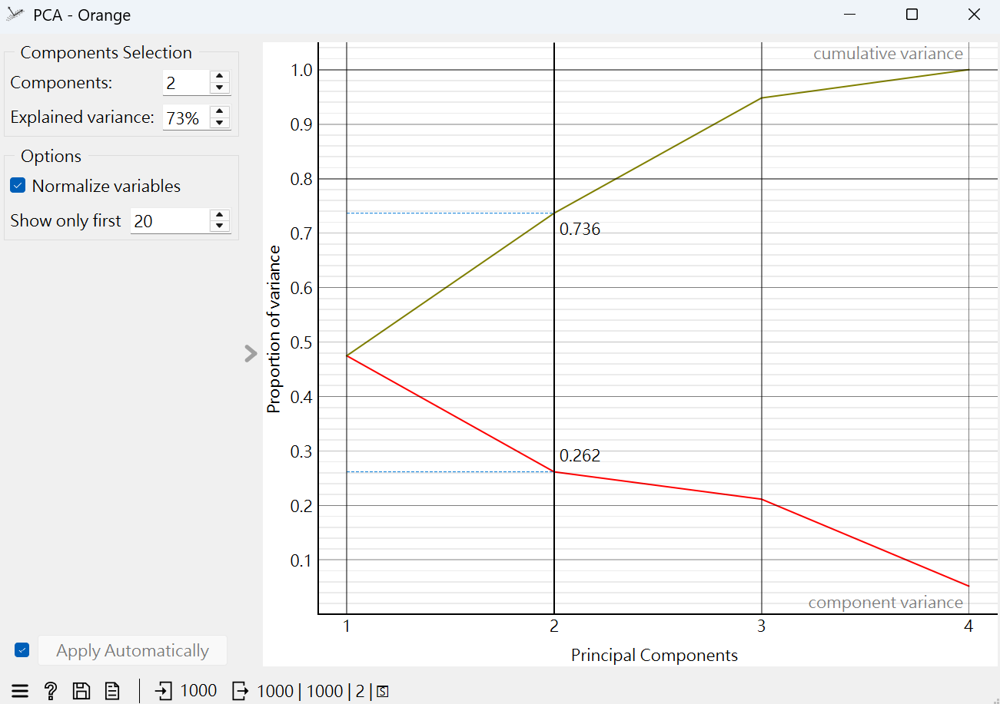 PCA - Orange
Components Selection
Components: 2
Explained variance: 73%
Options
Normalize variables
Show only first 20
Apply Automatically
cumulative variance
1.0
0.9
0.8
0.7
0.6
0.5
0.4
0.3
0.2
0.1
Proportion of variance
0.736
0.262
component variance
1 2 3 4
Principal Components
? 1000 1000 | 1000 | 2 | S